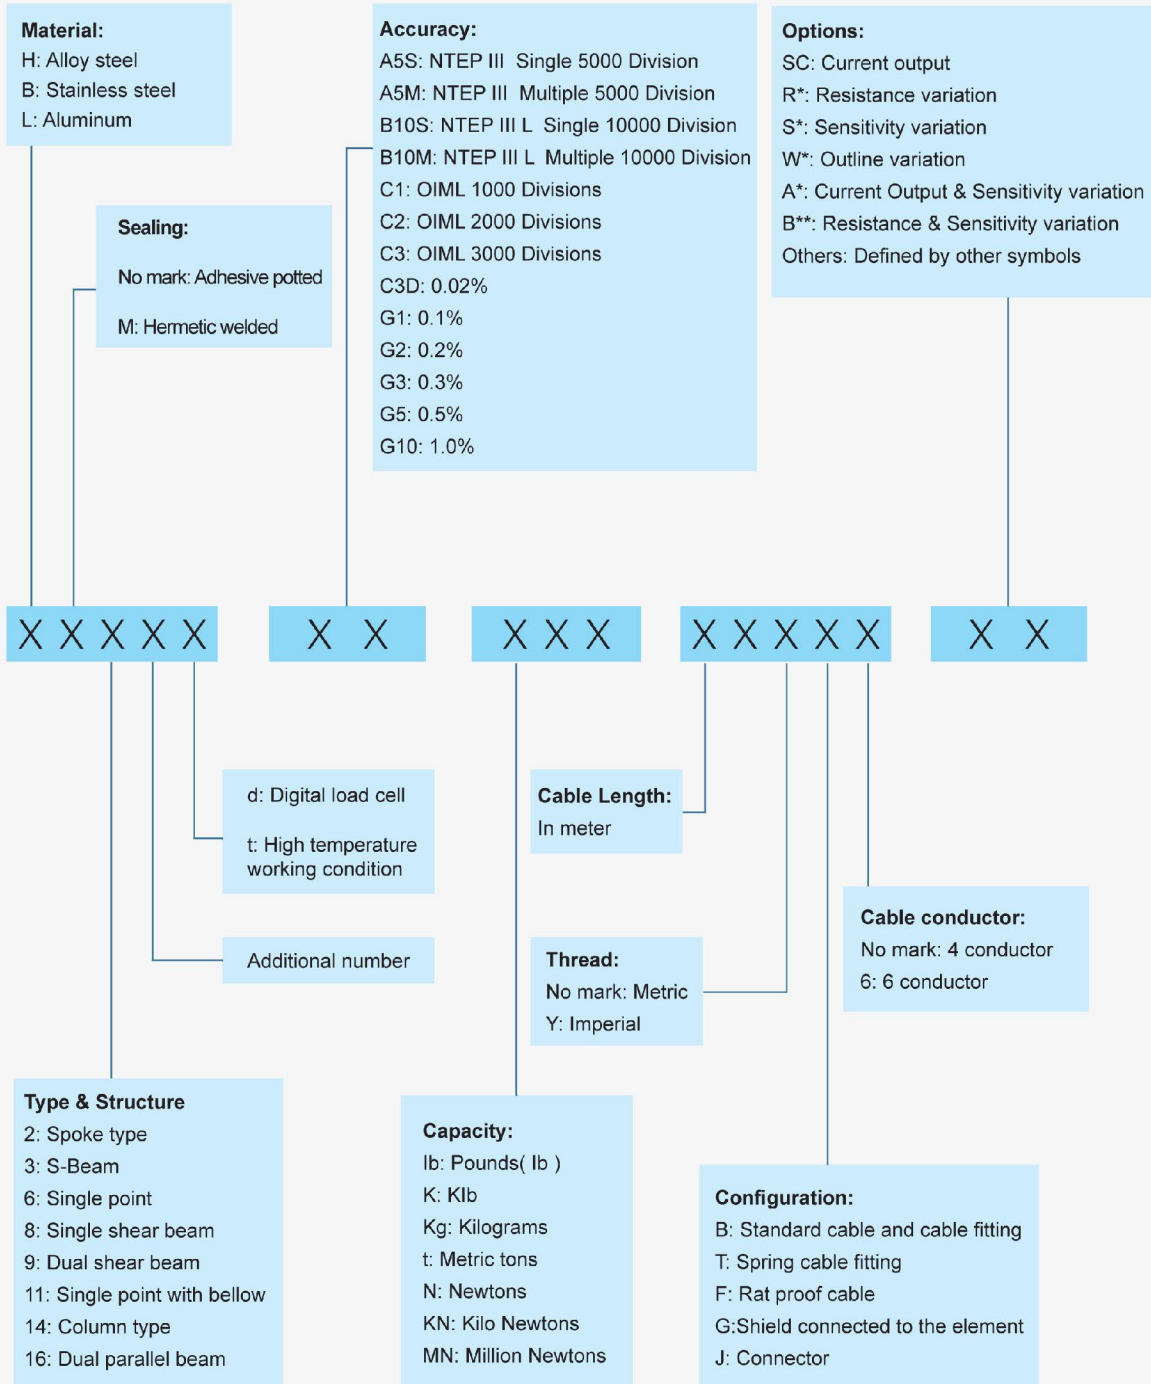 Material:
H: Alloy steel
B: Stainless steel
L: Aluminum
Sealing:
No mark: Adhesive potted
M: Hermetic welded
Accuracy:
A5S: NTEP III Single 5000 Division
A5M: NTEP III Multiple 5000 Division
B10S: NTEP III L Single 10000 Division
B10M: NTEP III L Multiple 10000 Division
C1: OIML 1000 Divisions
C2: OIML 2000 Divisions
C3: OIML 3000 Divisions
C3D: 0.02%
G1: 0.1%
G2: 0.2%
G3: 0.3%
G5: 0.5%
G10: 1.0%
Options:
SC: Current output
R*: Resistance variation
S*: Sensitivity variation
W*: Outline variation
A*: Current Output & Sensitivity variation
B**: Resistance & Sensitivity variation
Others: Defined by other symbols
X X X X X X X X X X X X X X X X X
d: Digital load cell
t: High temperature
working condition
Additional number
Type & Structure
2: Spoke type
3: S-Beam
6: Single point
8: Single shear beam
9: Dual shear beam
11: Single point with bellow
14: Column type
16: Dual parallel beam
Cable Length:
In meter
Thread:
No mark: Metric
Y: Imperial
Cable conductor:
No mark: 4 conductor
6: 6 conductor
Capacity:
lb: Pounds( lb )
K: Klb
Kg: Kilograms
t: Metric tons
N: Newtons
KN: Kilo Newtons
MN: Million Newtons
Configuration:
B: Standard cable and cable fitting
T: Spring cable fitting
F: Rat proof cable
G:Shield connected to the element
J: Connector